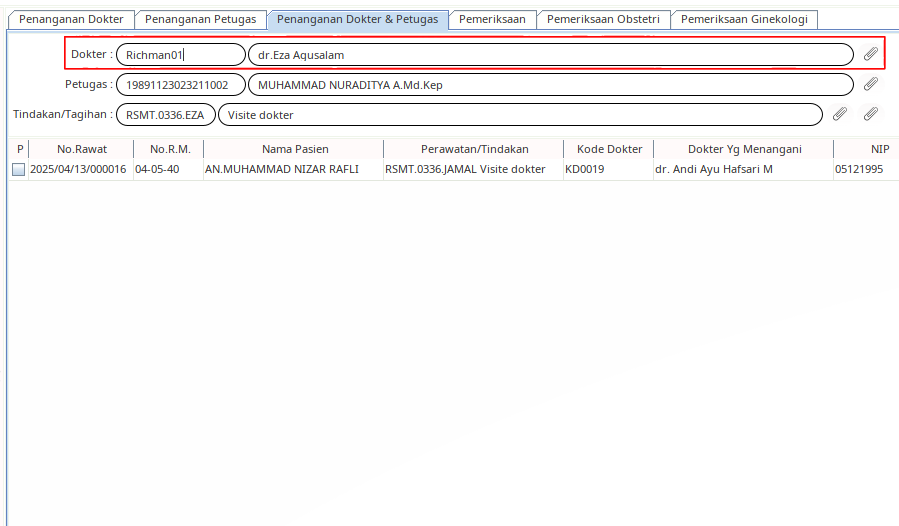 Penanganan Dokter Penanganan Petugas Penanganan Dokter & Petugas Pemeriksaan Pemeriksaan Obstetri Pemeriksaan Ginekologi
Dokter : Richman01 dr.Eza Agusalam
Petugas : 19891123023211002 MUHAMMAD NURADITYA A.Md.Kep
Tindakan/Tagihan : RSMT.0336.EZA Visite dokter
P No.Rawat No.R.M. Nama Pasien Perawatan/Tindakan Kode Dokter Dokter Yg Menangani NIP
2025/04/13/000016 04-05-40 AN.MUHAMMAD NIZAR RAFLI RSMT.0336.JAMAL Visite dokter KD0019 dr. Andi Ayu Hafsari M 05121995